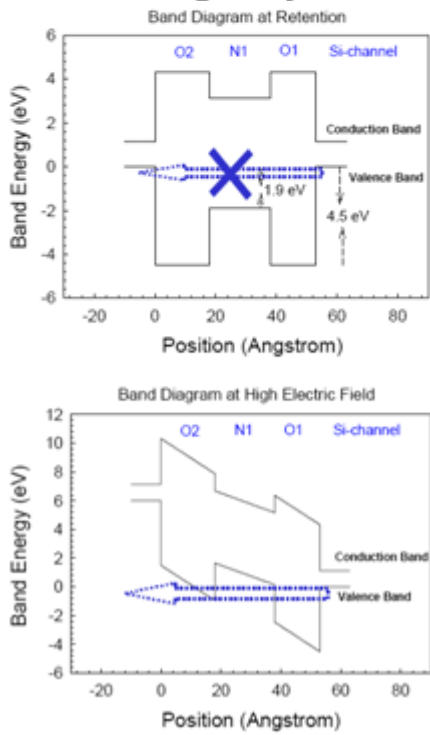 Band Diagram at Retention
O2 N1 O1 Si-channel
6
4
2
0
-2
-4
-6
Band Energy (eV)
Conduction Band
Valence Band
1.9 eV
4.5 eV
-20 0 20 40 60 80
Position (Angstrom)
Band Diagram at High Electric Field
O2 N1 O1 Si-channel
12
10
8
6
4
2
0
-2
-4
-6
Band Energy (eV)
Conduction Band
Valence Band
-20 0 20 40 60 80
Position (Angstrom)